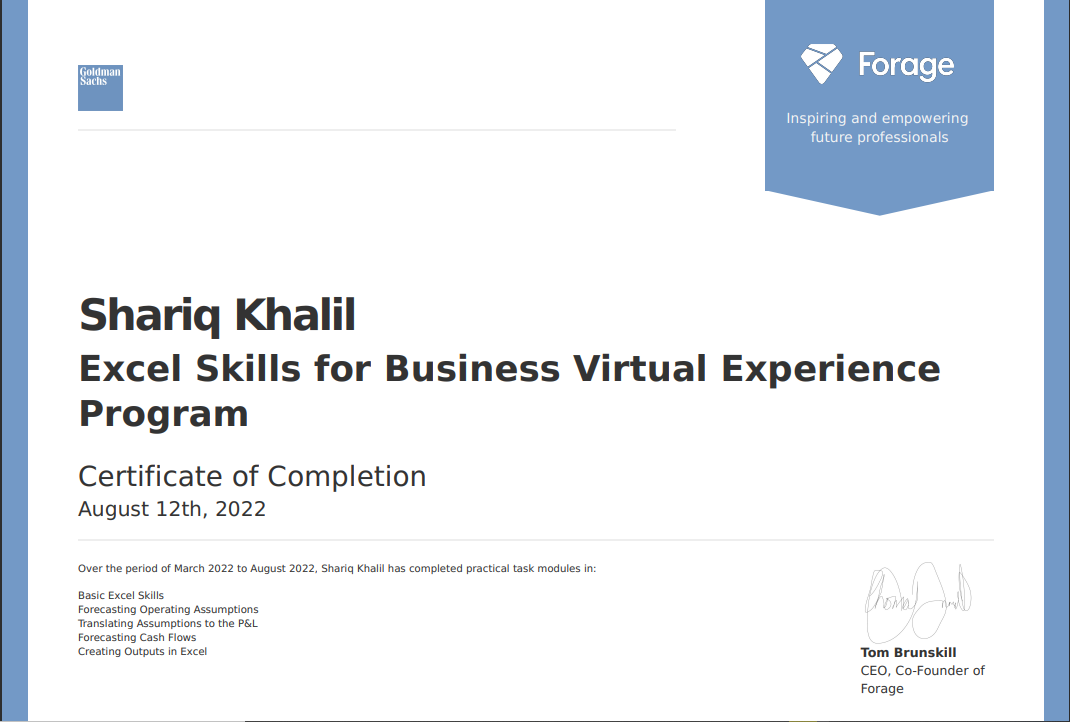 Goldman
Sachs
Forage
Inspiring and empowering
future professionals
Shariq Khalil
Excel Skills for Business Virtual Experience
Program
Certificate of Completion
August 12th, 2022
Over the period of March 2022 to August 2022, Shariq Khalil has completed practical task modules in:
Basic Excel Skills
Forecasting Operating Assumptions
Translating Assumptions to the P&L
Forecasting Cash Flows
Creating Outputs in Excel
Tom Brunskill
CEO, Co-Founder of
Forage